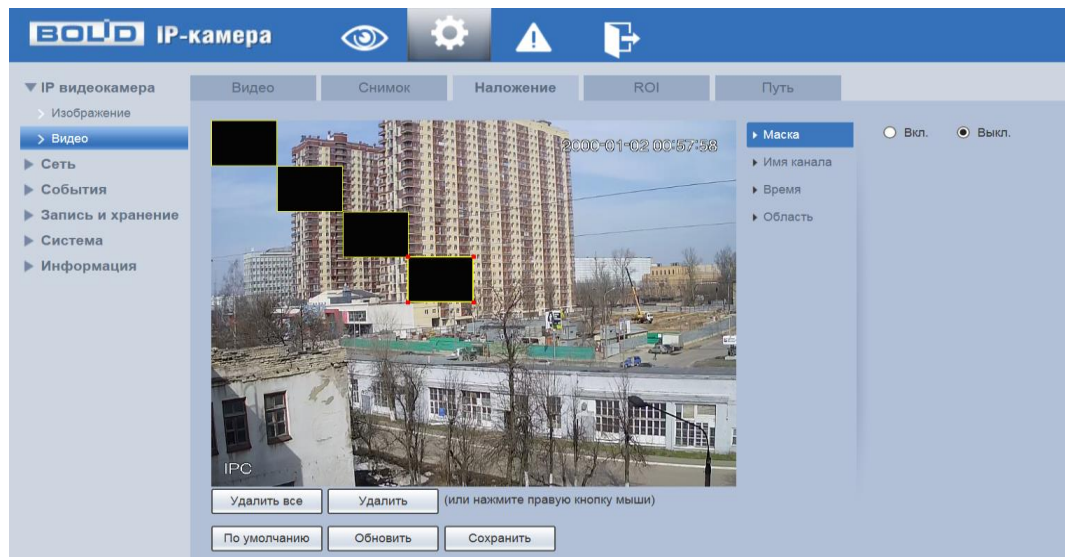 BOLID IP-камера
IP видеокамера
Изображение
Видео
Сеть
События
Запись и хранение
Система
Информация
Видео
Снимок
Наложение
ROI
Путь
2000-01-02 00:57:58
IPC
Маска
Имя канала
Время
Область
Вкл.
Выкл.
Удалить все
Удалить
(или нажмите правую кнопку мыши)
По умолчанию
Обновить
Сохранить